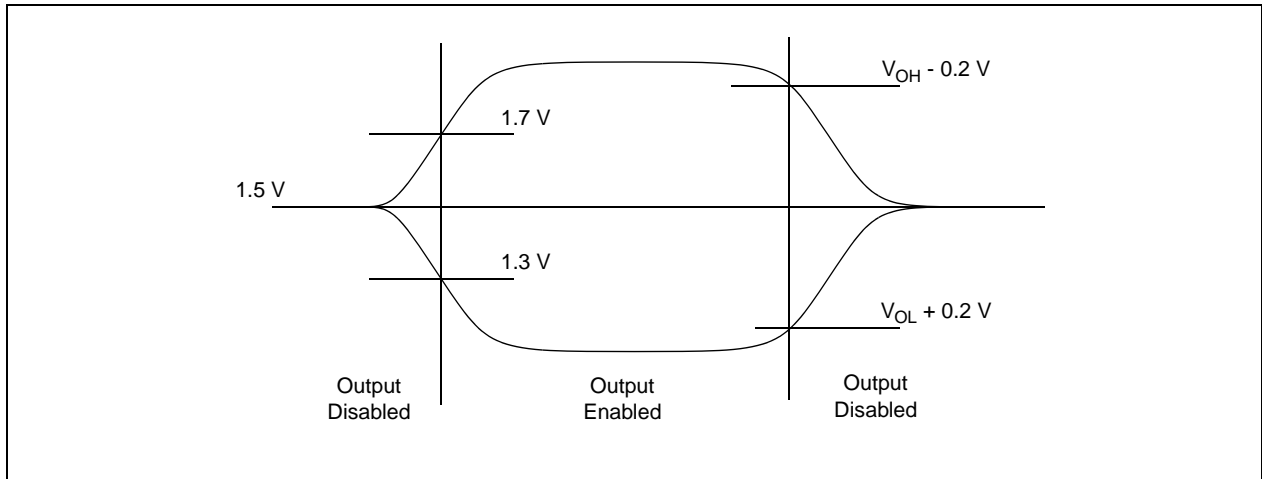 V_OH - 0.2 V
1.7 V
1.5 V
1.3 V
V_OL + 0.2 V
Output
Disabled
Output
Enabled
Output
Disabled